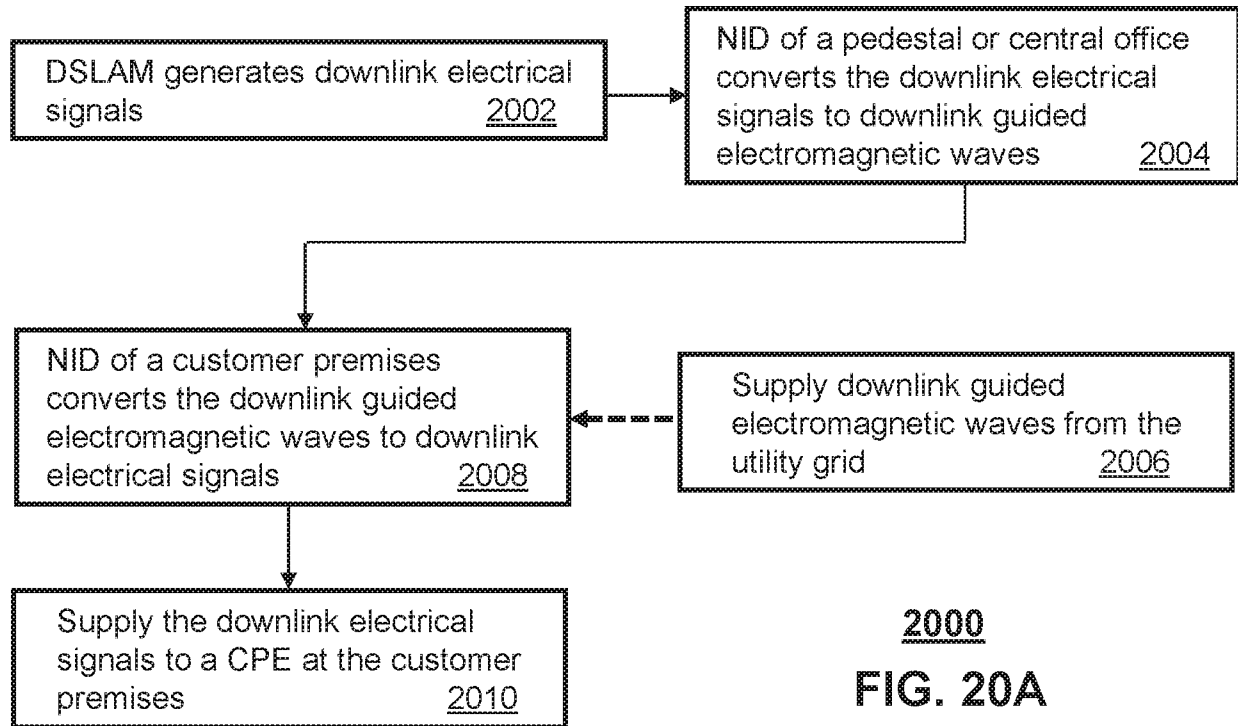 DSLAM generates downlink electrical
signals 2002
NID of a pedestal or central office
converts the downlink electrical
signals to downlink guided
electromagnetic waves 2004
NID of a customer premises
converts the downlink guided
electromagnetic waves to downlink
electrical signals 2008
Supply downlink guided
electromagnetic waves from the
utility grid 2006
Supply the downlink electrical
signals to a CPE at the customer
premises 2010
2000
FIG. 20A